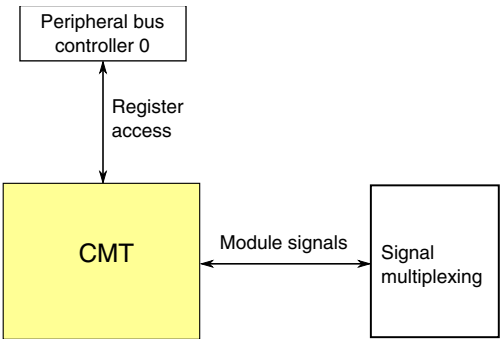 Peripheral bus
controller 0
Register
access
CMT
Module signals
Signal
multiplexing